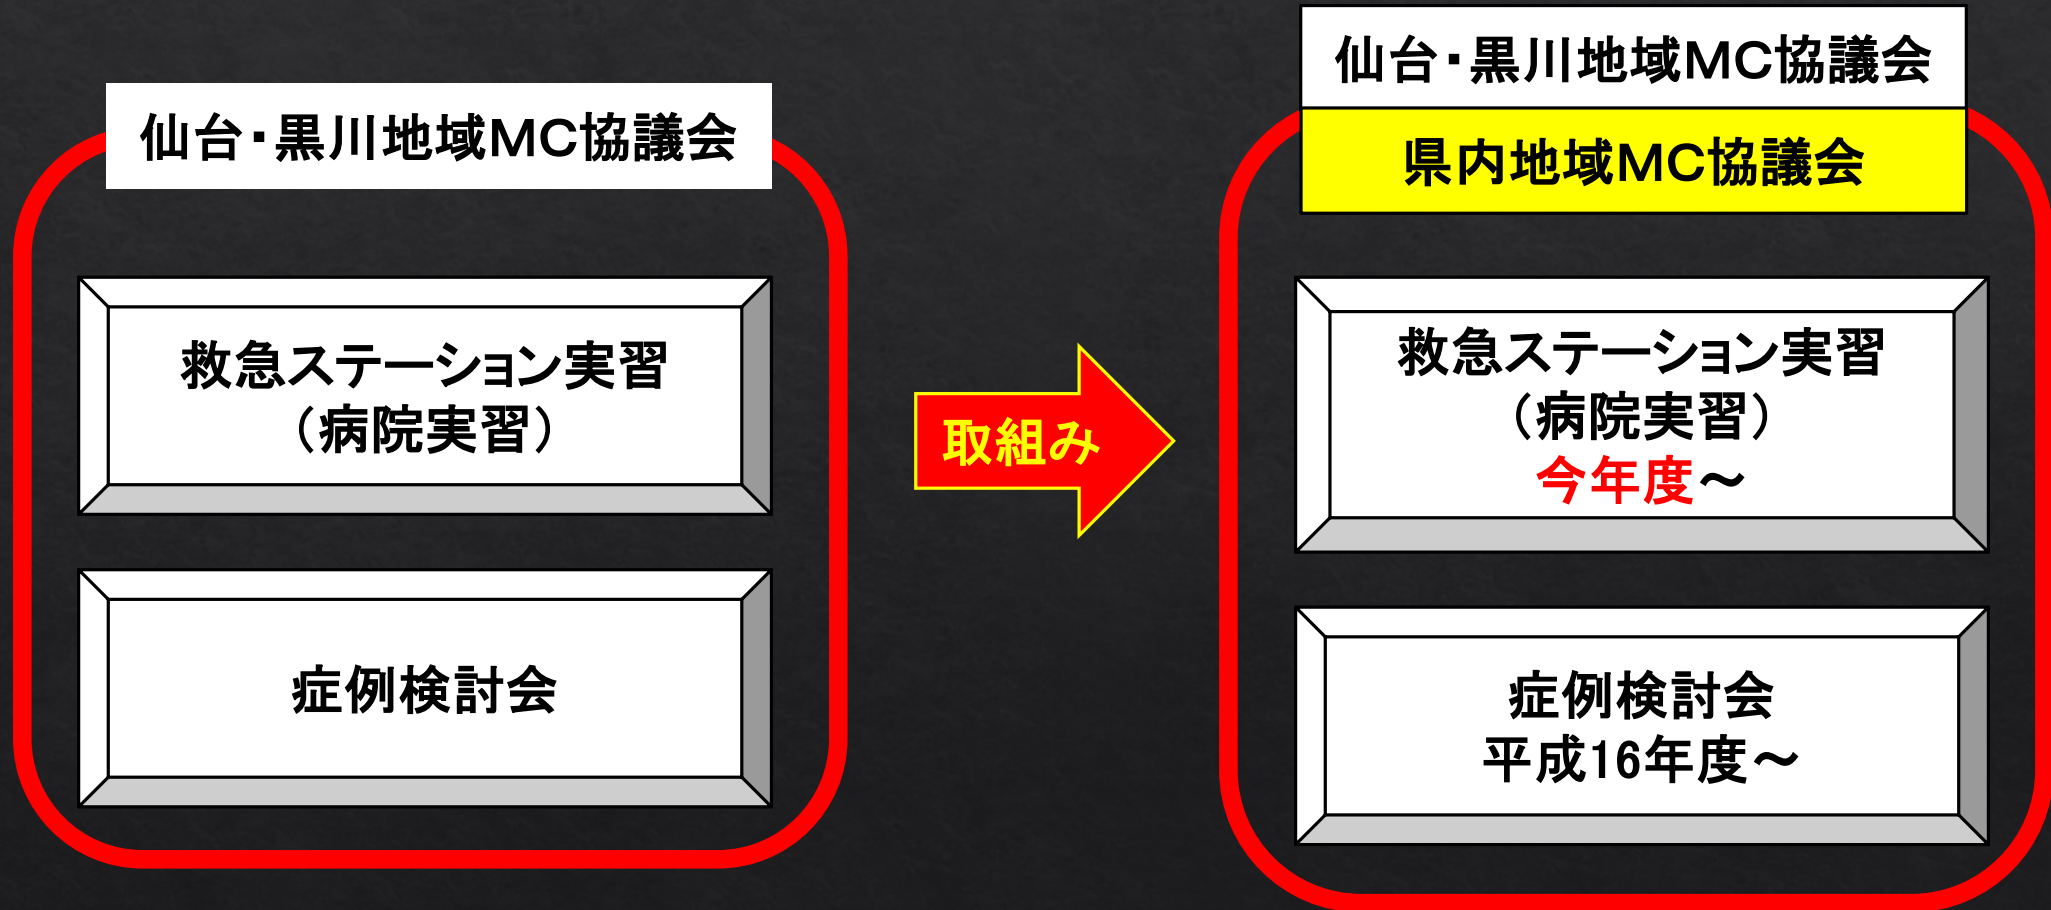 仙台・黒川地域MC協議会
救急ステーション実習
（病院実習）
症例検討会
取組み
仙台・黒川地域MC協議会
県内地域MC協議会
救急ステーション実習
（病院実習）
今年度～
症例検討会
平成16年度～